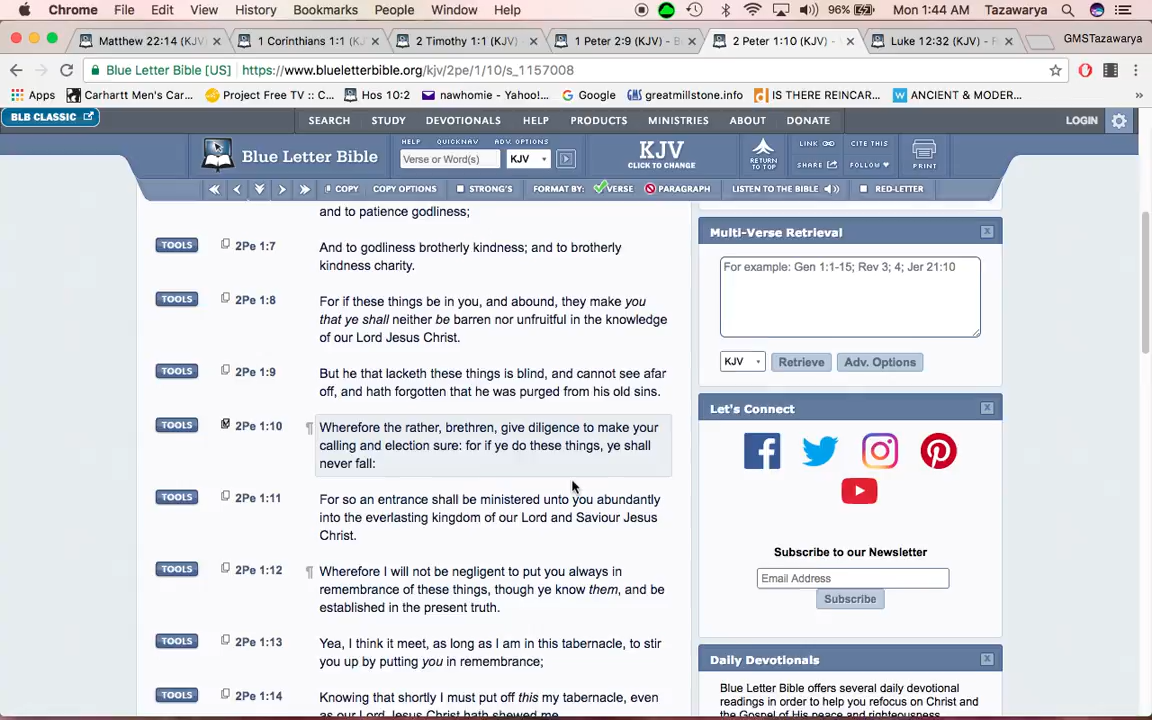 Chrome File Edit View History Bookmarks People Window Help 96% Mon 1:44 AM Tazawarya
Matthew 22:14 (KJV) 1 Corinthians 1:1 (KJV) 2 Timothy 1:1 (KJV) - 1 Peter 2:9 (KJV) - B 2 Peter 1:10 (KJV) - Luke 12:32 (KJV) - R GMSTazawarya
Blue Letter Bible [US] https://www.blueletterbible.org/kjv/2pe/1/10/s_1157008
Apps Carhartt Men's Car... Project Free TV :: C... Hos 10:2 nawhomie - Yahoo!... Google GMS greatmillstone.info IS THERE REINCAR... ANCIENT & MODER... »
BLB CLASSIC SEARCH STUDY DEVOTIONALS HELP PRODUCTS MINISTRIES ABOUT DONATE LOGIN
Blue Letter Bible
HELP QUICKNAV ADV. OPTIONS
Verse or Word(s) KJV
KJV
CLICK TO CHANGE
RETURN
TO TOP
LINK CITE THIS
SHARE FOLLOW
PRINT
COPY COPY OPTIONS STRONG'S FORMAT BY: VERSE PARAGRAPH LISTEN TO THE BIBLE RED-LETTER
and to patience godliness;
TOOLS 2Pe 1:7 And to godliness brotherly kindness; and to brotherly
kindness charity.
TOOLS 2Pe 1:8 For if these things be in you, and abound, they make you
that ye shall neither be barren nor unfruitful in the knowledge
of our Lord Jesus Christ.
TOOLS 2Pe 1:9 But he that lacketh these things is blind, and cannot see afar
off, and hath forgotten that he was purged from his old sins.
TOOLS 2Pe 1:10 ¶ Wherefore the rather, brethren, give diligence to make your
calling and election sure: for if ye do these things, ye shall
never fall:
TOOLS 2Pe 1:11 For so an entrance shall be ministered unto you abundantly
into the everlasting kingdom of our Lord and Saviour Jesus
Christ.
TOOLS 2Pe 1:12 ¶ Wherefore I will not be negligent to put you always in
remembrance of these things, though ye know them, and be
established in the present truth.
TOOLS 2Pe 1:13 Yea, I think it meet, as long as I am in this tabernacle, to stir
you up by putting you in remembrance;
TOOLS 2Pe 1:14 Knowing that shortly I must put off this my tabernacle, even
as our Lord Jesus Christ hath shewed me.
Multi-Verse Retrieval
For example: Gen 1:1-15; Rev 3; 4; Jer 21:10
KJV Retrieve Adv. Options
Let's Connect
Subscribe to our Newsletter
Email Address
Subscribe
Daily Devotionals
Blue Letter Bible offers several daily devotional
readings in order to help you refocus on Christ and
the Gospel of His peace and righteousness.